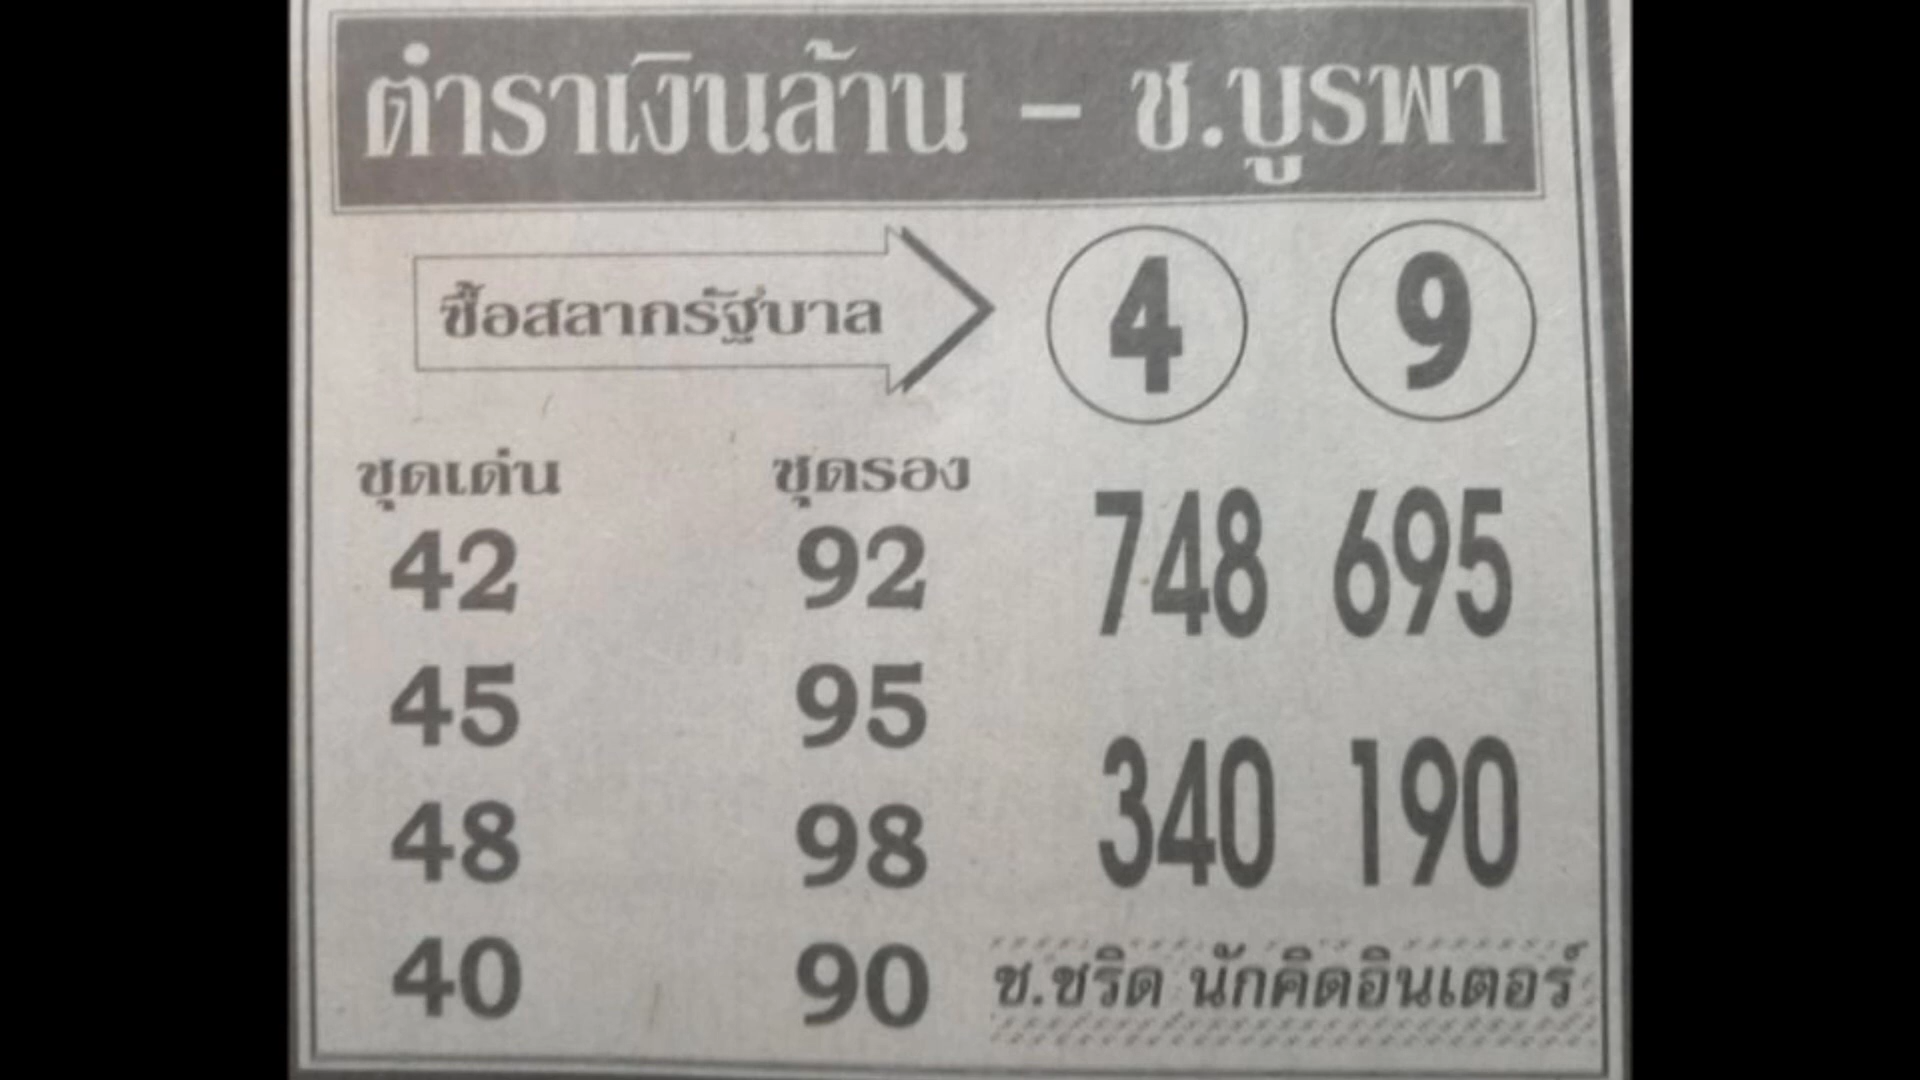 ตำราเงินล้าน - ช.บูรพา
ซื้อสลากรัฐบาล 4 9
ชุดเด่น ชุดรอง
42 92 748 695
45 95
48 98 340 190
40 90 ช.ชริด นักคิดอินเตอร์